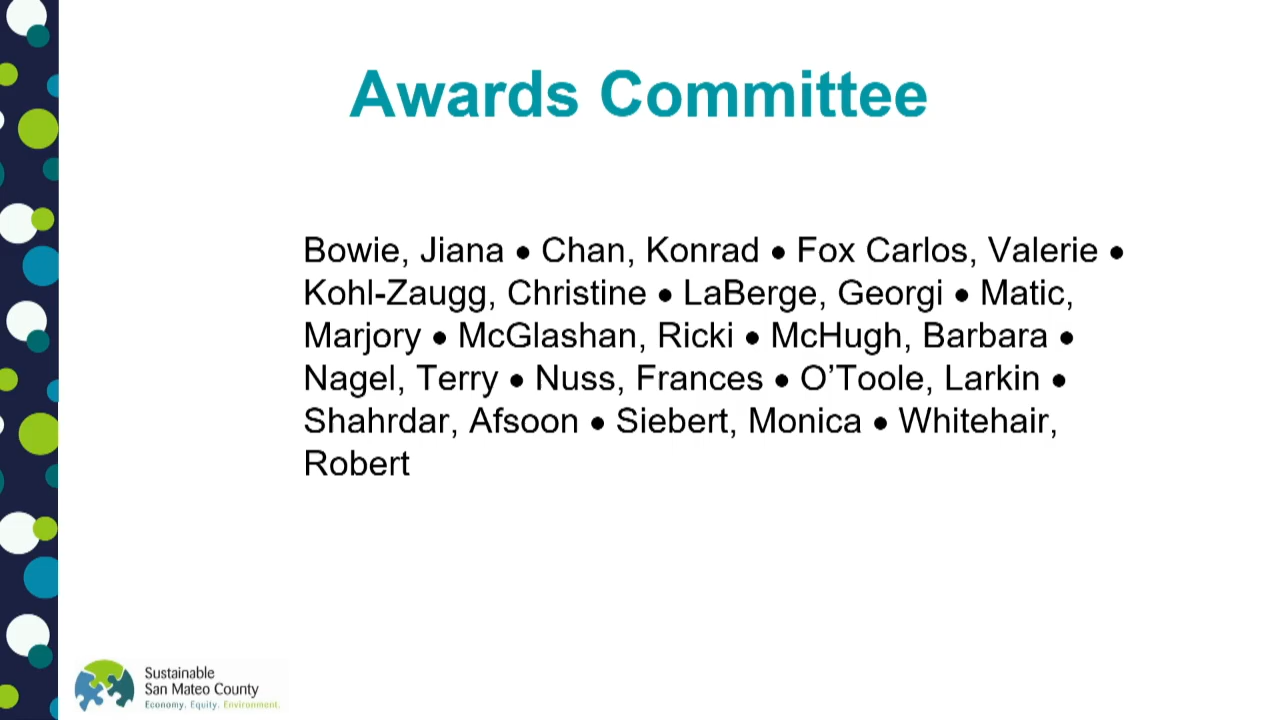 Awards Committee
Bowie, Jiana ● Chan, Konrad ● Fox Carlos, Valerie ●
Kohl-Zaugg, Christine ● LaBerge, Georgi ● Matic,
Marjory ● McGlashan, Ricki ● McHugh, Barbara ●
Nagel, Terry ● Nuss, Frances ● O’Toole, Larkin ●
Shahrdar, Afsoon ● Siebert, Monica ● Whitehair,
Robert
Sustainable
San Mateo County
Economy. Equity. Environment.